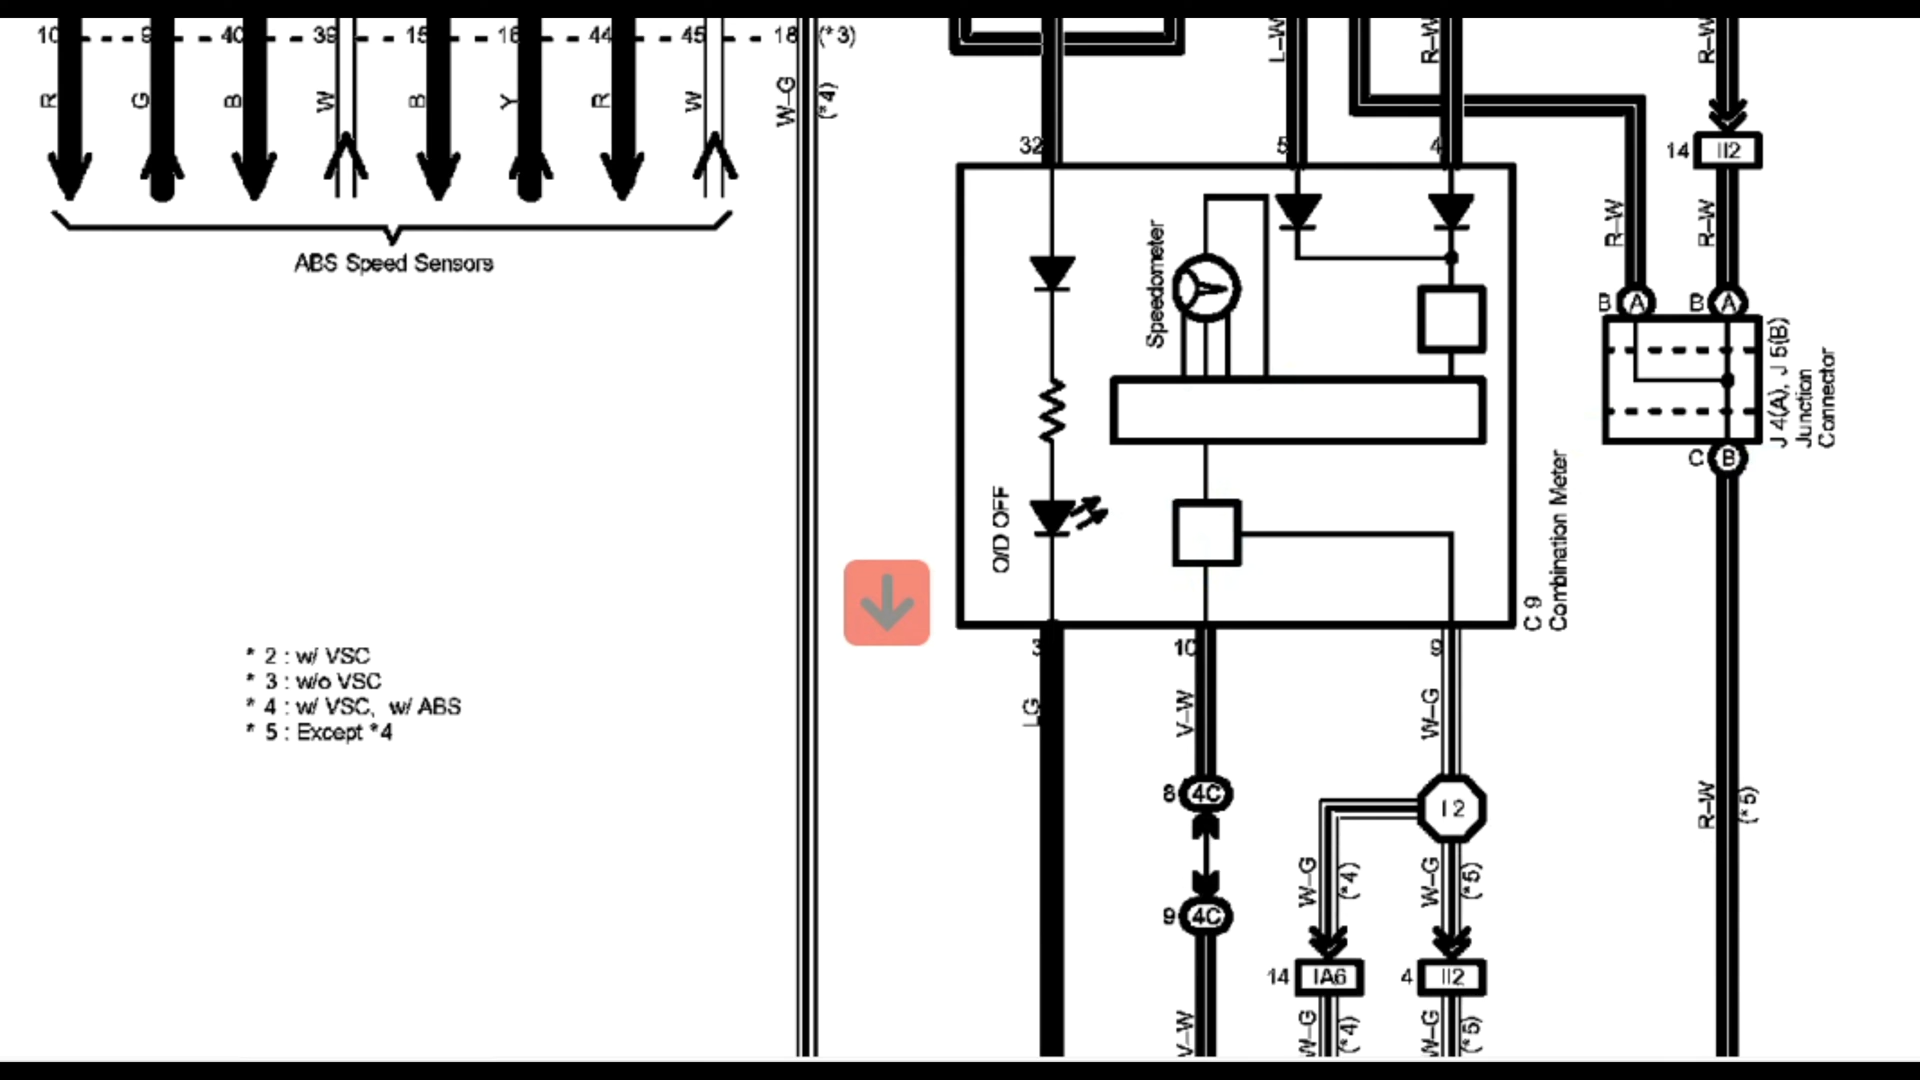 10 9 40 39 15 16 44 45 18 (*3)
R G B W B Y R W W-G (*4)
ABS Speed Sensors
* 2 : w/ VSC
* 3 : w/o VSC
* 4 : w/ VSC, w/ ABS
* 5 : Except *4
L-W R-W R-W
32 5 4
14 II2
R-W R-W
Speedometer
B A B A
J 4(A), J 5(B)
Junction
Connector
C B
O/D OFF
C 9
Combination Meter
3 10 9
LG V-W W-G
8 4C
I 2
R-W (*5)
W-G (*4) W-G (*5)
9 4C
14 IA6 4 II2
V-W W-G (*4) W-G (*5)